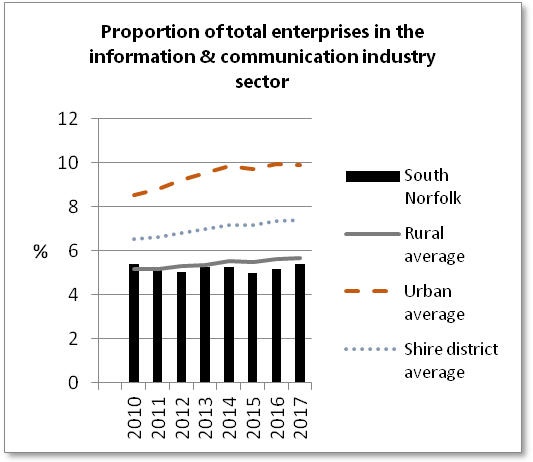 Proportion of total enterprises in the
information & communication industry
sector
12
10
8
6
4
2
0
%
2010
2011
2012
2013
2014
2015
2016
2017
South
Norfolk
Rural
average
Urban
average
Shire district
average